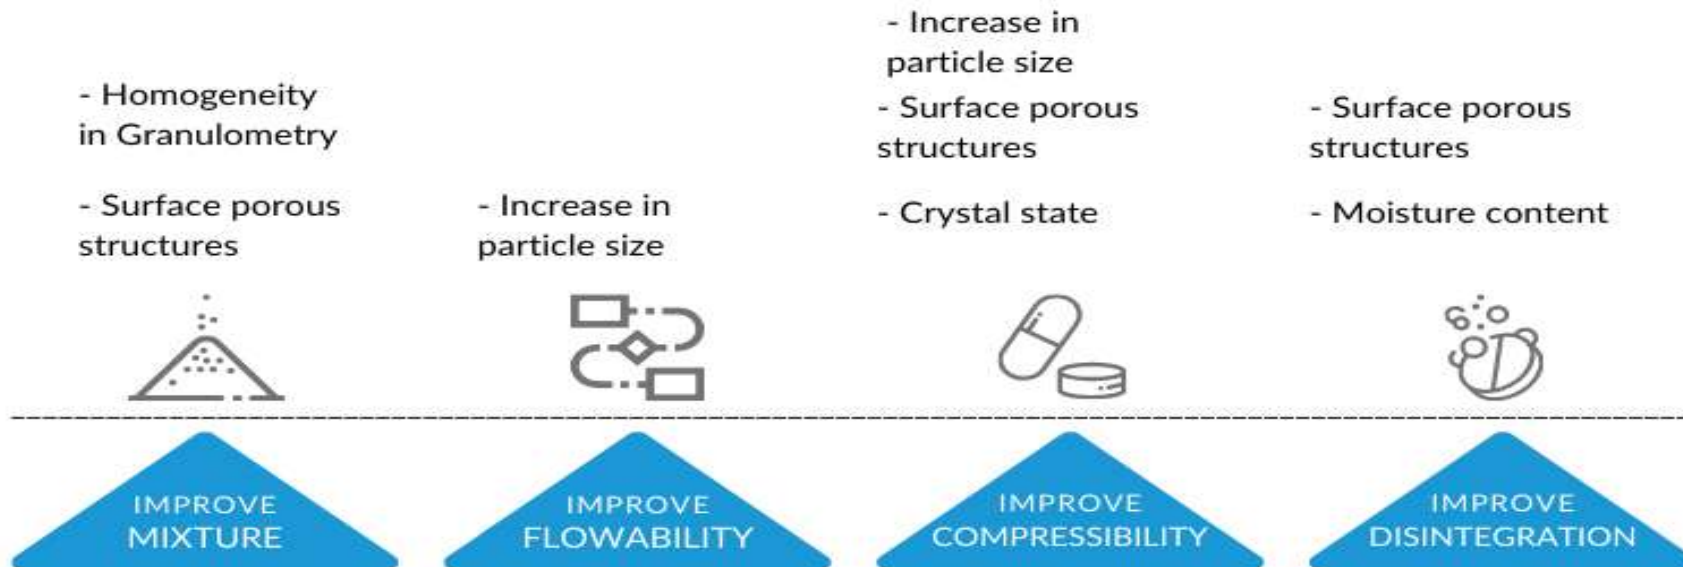 - Homogeneity
in Granulometry
- Surface porous
structures
IMPROVE
MIXTURE
- Increase in
particle size
IMPROVE
FLOWABILITY
- Increase in
particle size
- Surface porous
structures
- Crystal state
IMPROVE
COMPRESSIBILITY
- Surface porous
structures
- Moisture content
IMPROVE
DISINTEGRATION